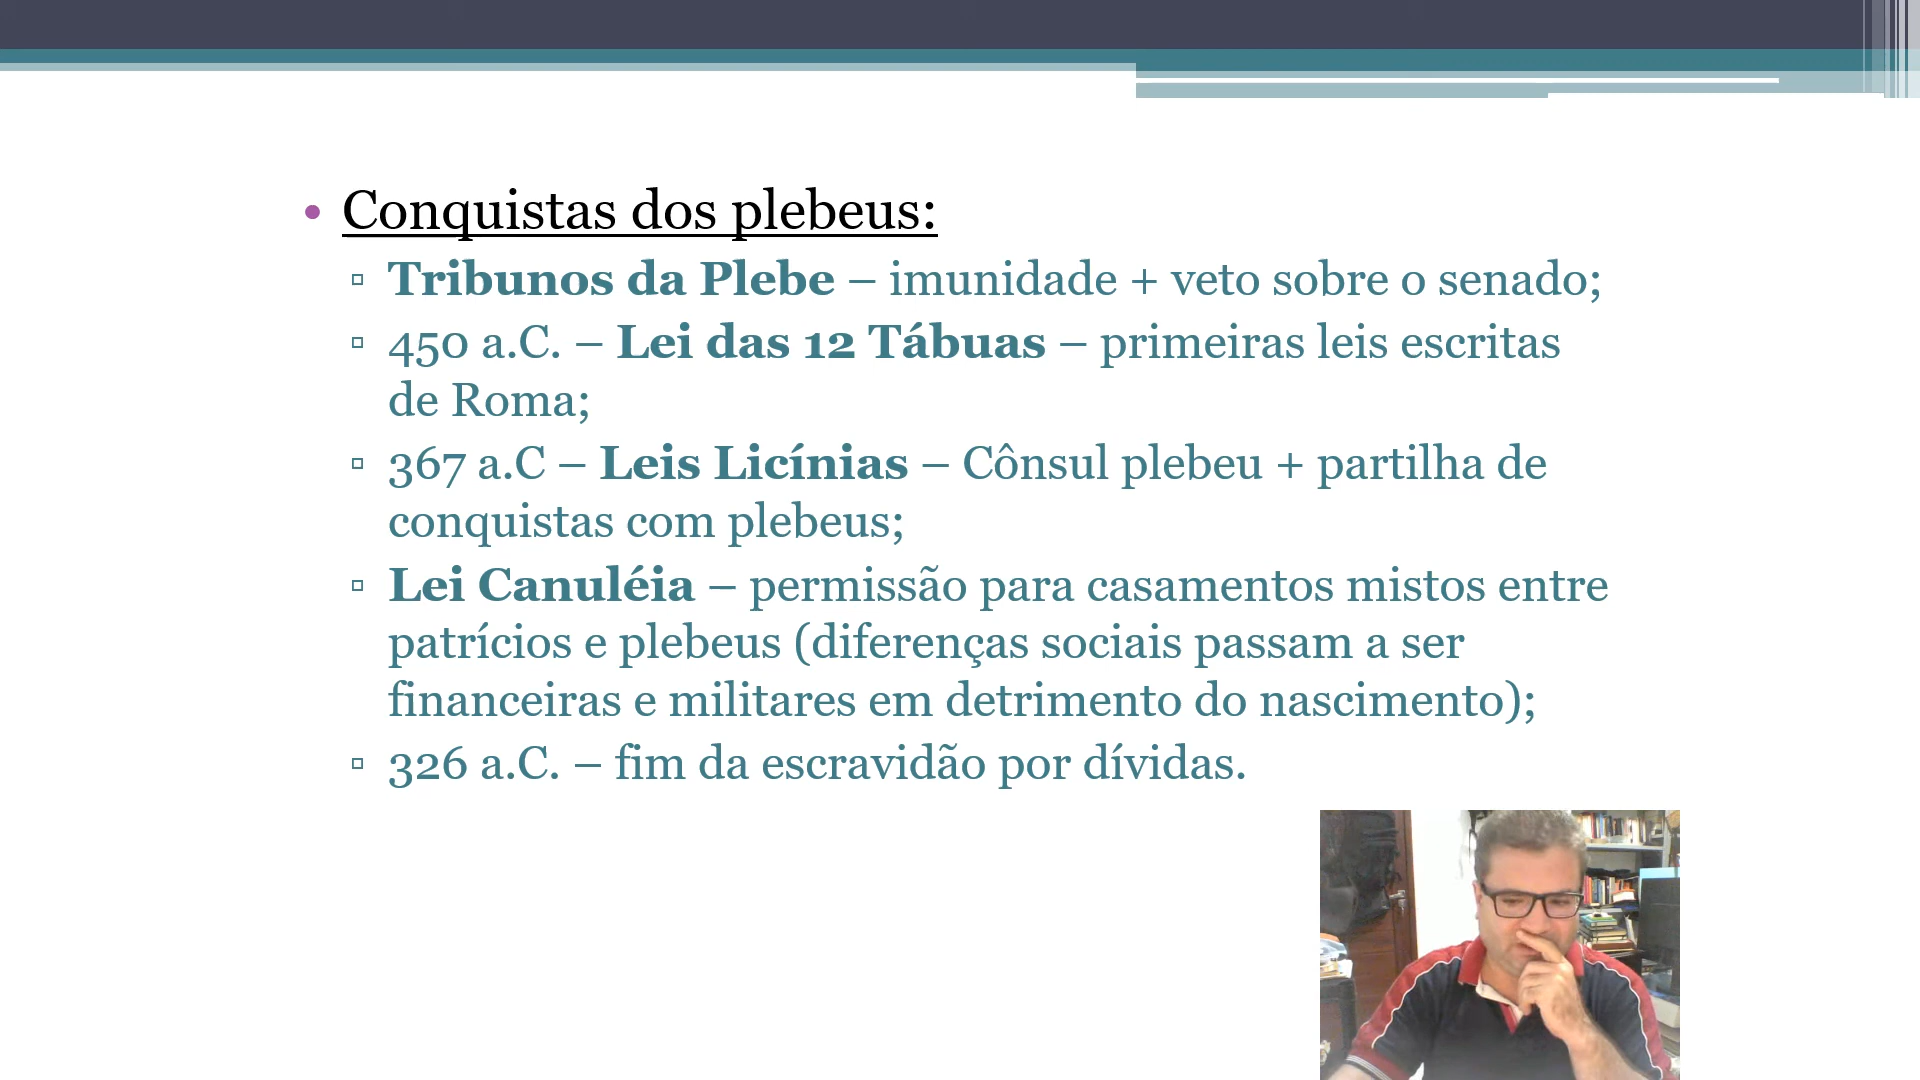 • Conquistas dos plebeus:
▫ Tribunos da Plebe – imunidade + veto sobre o senado;
▫ 450 a.C. – Lei das 12 Tábuas – primeiras leis escritas
de Roma;
▫ 367 a.C – Leis Licínias – Cônsul plebeu + partilha de
conquistas com plebeus;
▫ Lei Canuléia – permissão para casamentos mistos entre
patrícios e plebeus (diferenças sociais passam a ser
financeiras e militares em detrimento do nascimento);
▫ 326 a.C. – fim da escravidão por dívidas.